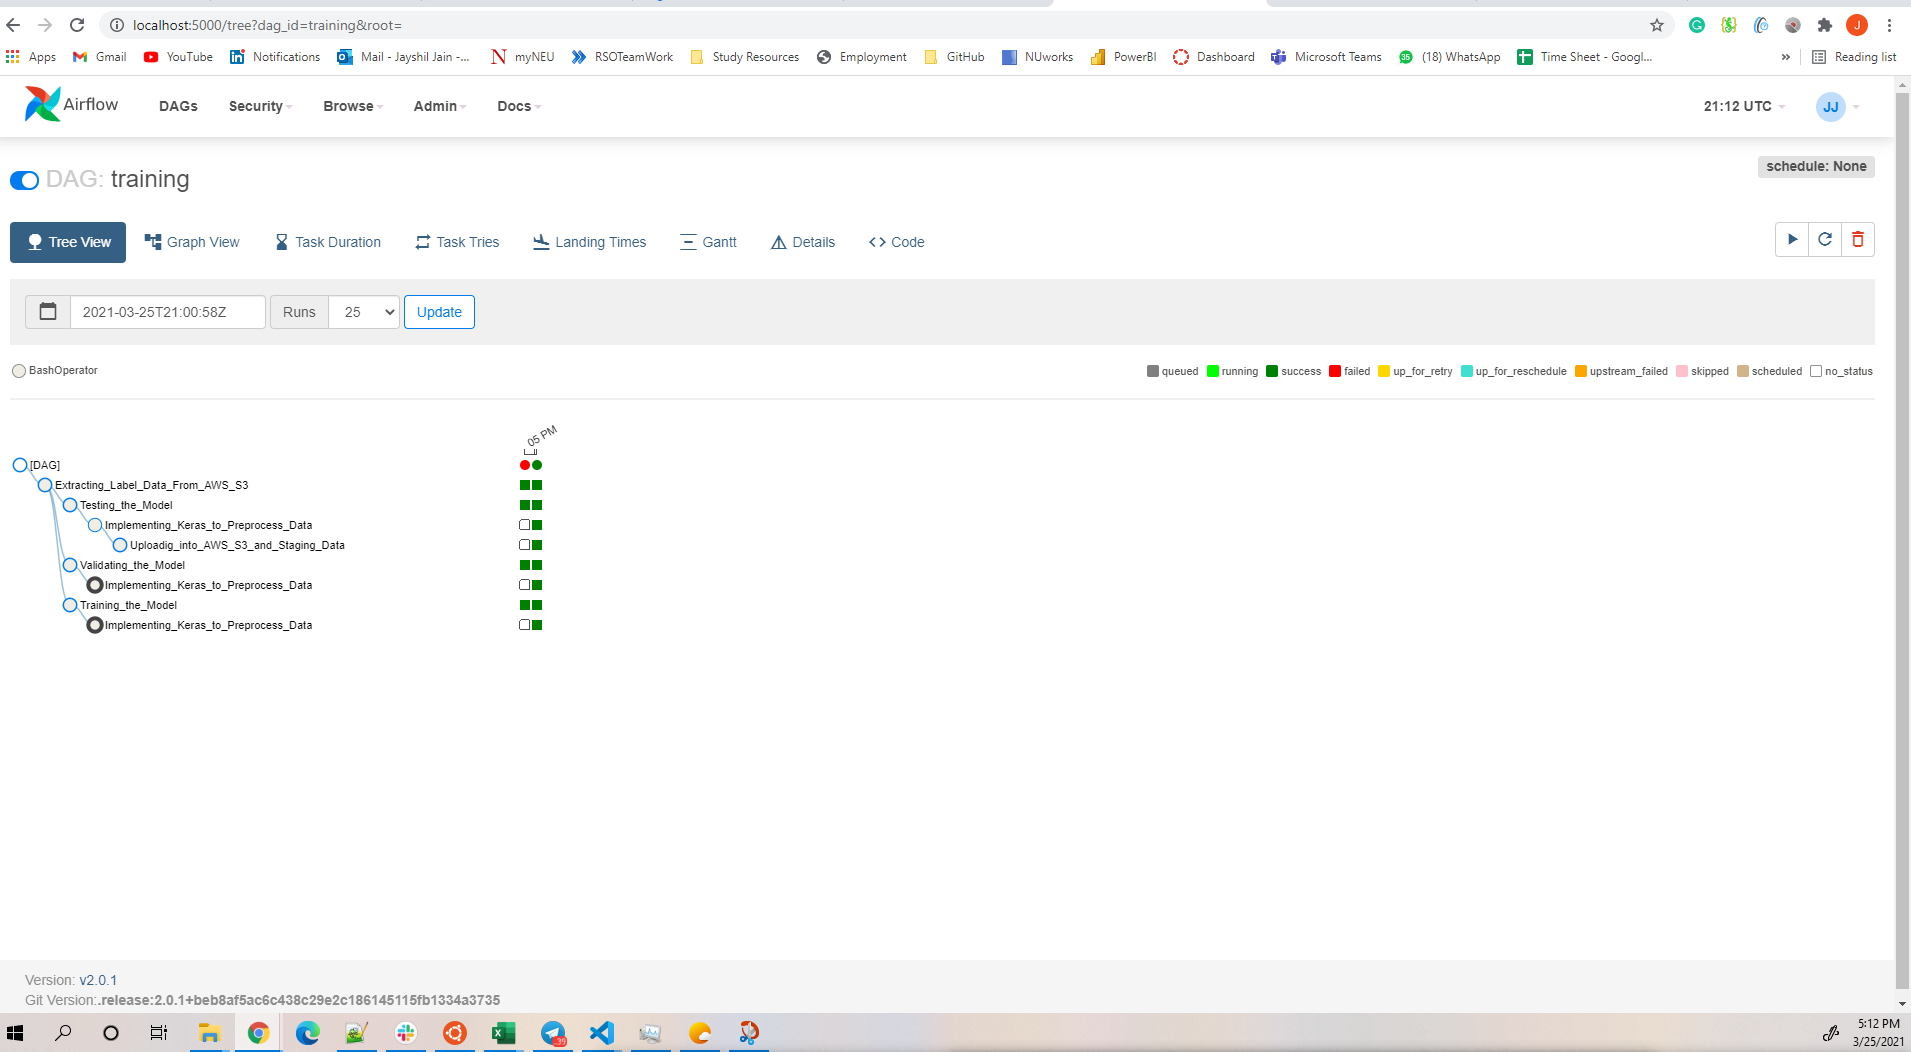 localhost:5000/tree?dag_id=training&root=
Apps Gmail YouTube Notifications Mail - Jayshil Jain -... myNEU RSOTeamWork Study Resources Employment GitHub NUworks PowerBI Dashboard Microsoft Teams 35 (18) WhatsApp Time Sheet - Googl... » Reading list
Airflow DAGs Security Browse Admin Docs 21:12 UTC JJ
schedule: None
DAG: training
Tree View Graph View Task Duration Task Tries Landing Times Gantt Details Code
2021-03-25T21:00:58Z Runs 25 Update
BashOperator queued running success failed up_for_retry up_for_reschedule upstream_failed skipped scheduled no_status
05 PM
[DAG]
Extracting_Label_Data_From_AWS_S3
Testing_the_Model
Implementing_Keras_to_Preprocess_Data
Uploadig_into_AWS_S3_and_Staging_Data
Validating_the_Model
Implementing_Keras_to_Preprocess_Data
Training_the_Model
Implementing_Keras_to_Preprocess_Data
Version: v2.0.1
Git Version:.release:2.0.1+beb8af5ac6c438c29e2c186145115fb1334a3735
5:12 PM
3/25/2021